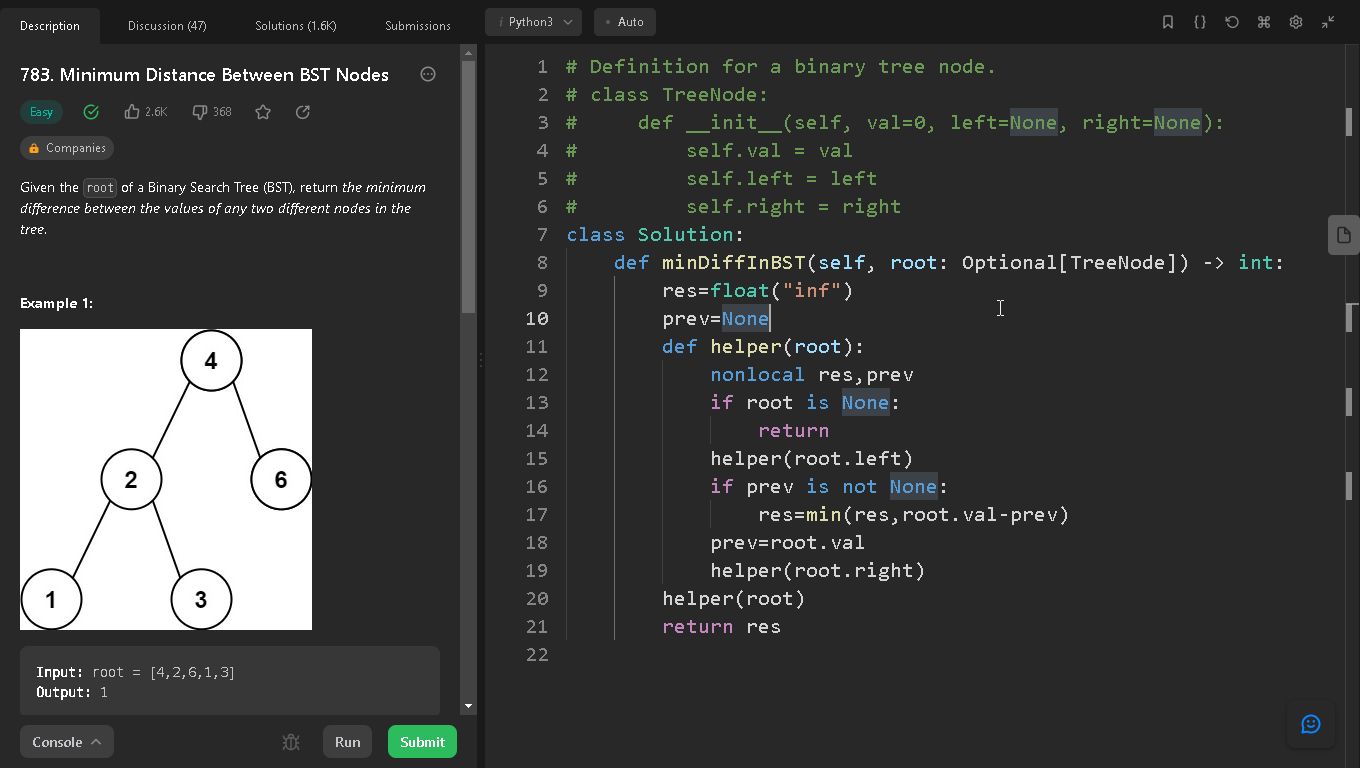 Description
Discussion (47)
Solutions (1.6K)
Submissions
783. Minimum Distance Between BST Nodes
Easy
2.6K
368
Companies
Given the root of a Binary Search Tree (BST), return the minimum
difference between the values of any two different nodes in the
tree.
Example 1:
4
2
6
1
3
Input: root = [4,2,6,1,3]
Output: 1
Console
Run
Submit
i Python3
• Auto
1 # Definition for a binary tree node.
2 # class TreeNode:
3 #     def __init__(self, val=0, left=None, right=None):
4 #         self.val = val
5 #         self.left = left
6 #         self.right = right
7 class Solution:
8     def minDiffInBST(self, root: Optional[TreeNode]) -> int:
9         res=float("inf")
10         prev=None
11         def helper(root):
12             nonlocal res,prev
13             if root is None:
14                 return
15             helper(root.left)
16             if prev is not None:
17                 res=min(res,root.val-prev)
18             prev=root.val
19             helper(root.right)
20         helper(root)
21         return res
22